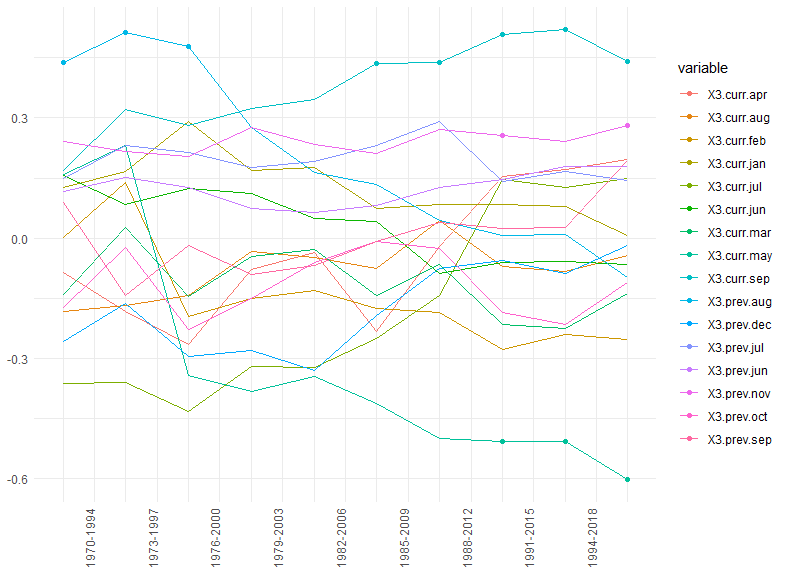 variable
X3.curr.apr
X3.curr.aug
X3.curr.feb
X3.curr.jan
X3.curr.jul
X3.curr.jun
X3.curr.mar
X3.curr.may
X3.curr.sep
X3.prev.aug
X3.prev.dec
X3.prev.jul
X3.prev.jun
X3.prev.nov
X3.prev.oct
X3.prev.sep
0.3
0.0
-0.3
-0.6
1970-1994
1973-1997
1976-2000
1979-2003
1982-2006
1985-2009
1988-2012
1991-2015
1994-2018